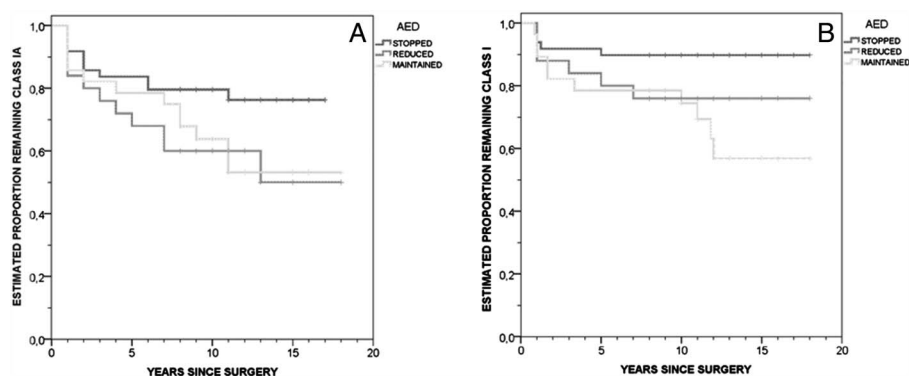 A
AED
STOPPED
REDUCED
MAINTAINED
ESTIMATED PROPORTION REMAINING CLASS IA
1,0
0,8
0,6
0,4
0,2
0,0
0 5 10 15 20
YEARS SINCE SURGERY
B
AED
STOPPED
REDUCED
MAINTAINED
ESTIMATED PROPORTION REMAINING CLASS I
1,0
0,8
0,6
0,4
0,2
0,0
0 5 10 15 20
YEARS SINCE SURGERY